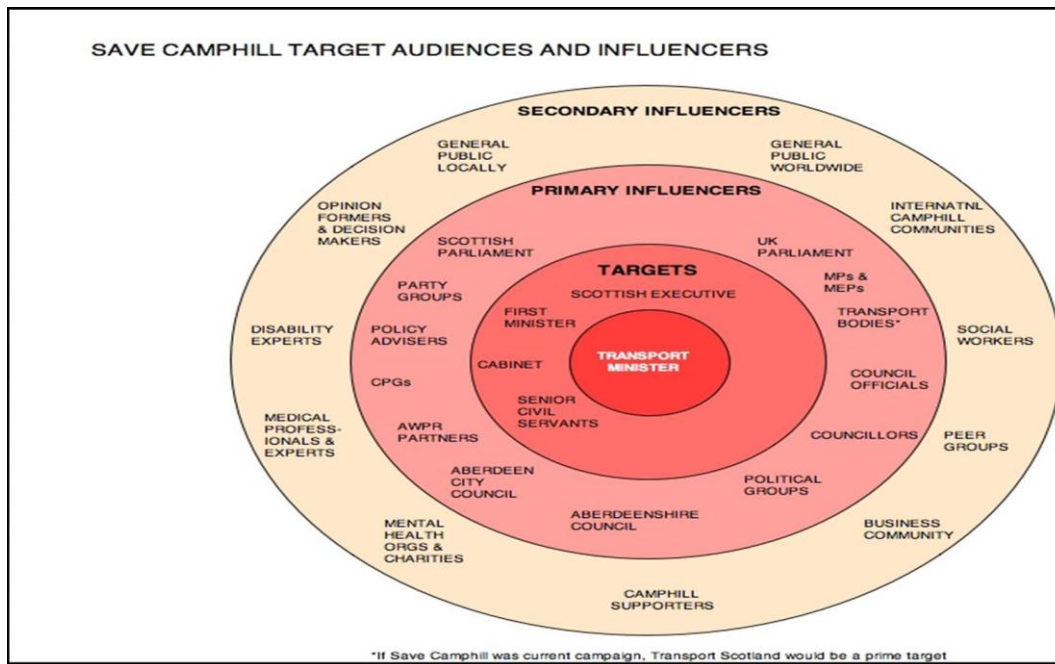 SAVE CAMPHILL TARGET AUDIENCES AND INFLUENCERS
SECONDARY INFLUENCERS
GENERAL
PUBLIC
LOCALLY
GENERAL
PUBLIC
WORLDWIDE
OPINION
FORMERS
& DECISION
MAKERS
INTERNATNL
CAMPHILL
COMMUNITIES
DISABILITY
EXPERTS
SOCIAL
WORKERS
MEDICAL
PROFESS-
IONALS &
EXPERTS
PEER
GROUPS
MENTAL
HEALTH
ORGS &
CHARITIES
BUSINESS
COMMUNITY
CAMPHILL
SUPPORTERS
PRIMARY INFLUENCERS
SCOTTISH
PARLIAMENT
UK
PARLIAMENT
PARTY
GROUPS
MPs &
MEPs
POLICY
ADVISERS
TRANSPORT
BODIES*
CPGs
COUNCIL
OFFICIALS
AWPR
PARTNERS
COUNCILLORS
ABERDEEN
CITY
COUNCIL
POLITICAL
GROUPS
ABERDEENSHIRE
COUNCIL
TARGETS
SCOTTISH EXECUTIVE
FIRST
MINISTER
CABINET
SENIOR
CIVIL
SERVANTS
TRANSPORT
MINISTER
*If Save Camphill was current campaign, Transport Scotland would be a prime target